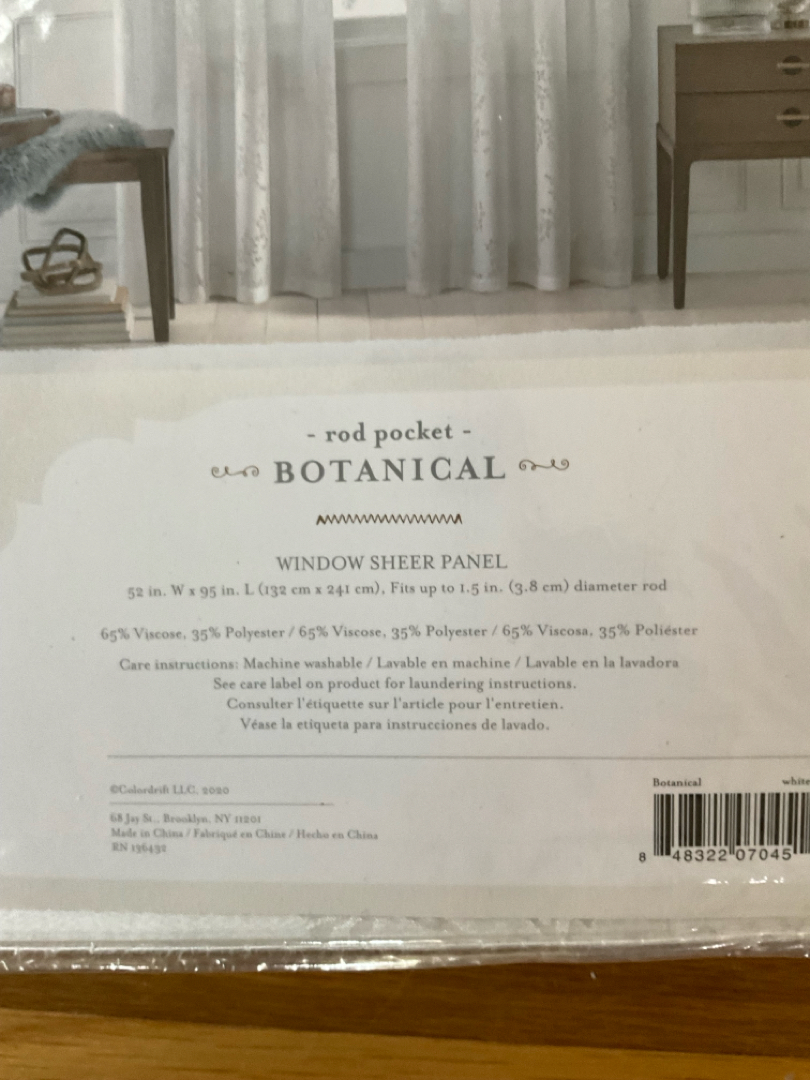 - rod pocket -
BOTANICAL
WINDOW SHEER PANEL
52 in. W x 95 in. L (132 cm x 241 cm), Fits up to 1.5 in. (3.8 cm) diameter rod
65% Viscose, 35% Polyester / 65% Viscose, 35% Polyester / 65% Viscosa, 35% Poliéster
Care instructions: Machine washable / Lavable en machine / Lavable en la lavadora
See care label on product for laundering instructions.
Consulter l'étiquette sur l'article pour l'entretien.
Véase la etiqueta para instrucciones de lavado.
©Colordrift LLC, 2020
68 Jay St., Brooklyn, NY 11201
Made in China / Fabriqué en Chine / Hecho en China
RN 136432
Botanical white
8 48322 07045